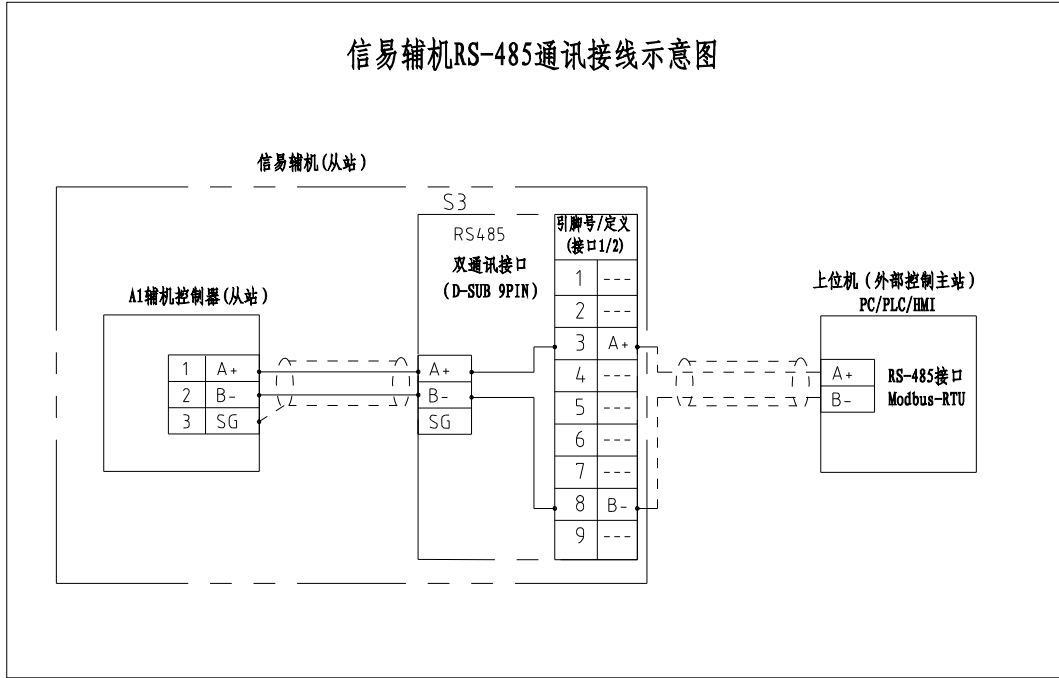 信易辅机RS-485通讯接线示意图
信易辅机(从站)
S3
RS485
双通讯接口
(D-SUB 9PIN)
引脚号/定义
(接口1/2)
1 ---
2 ---
3 A+
4 ---
5 ---
6 ---
7 ---
8 B-
9 ---
A1辅机控制器(从站)
1 A+
2 B-
3 SG
A+
B-
SG
上位机(外部控制主站)
PC/PLC/HMI
A+
B-
RS-485接口
Modbus-RTU